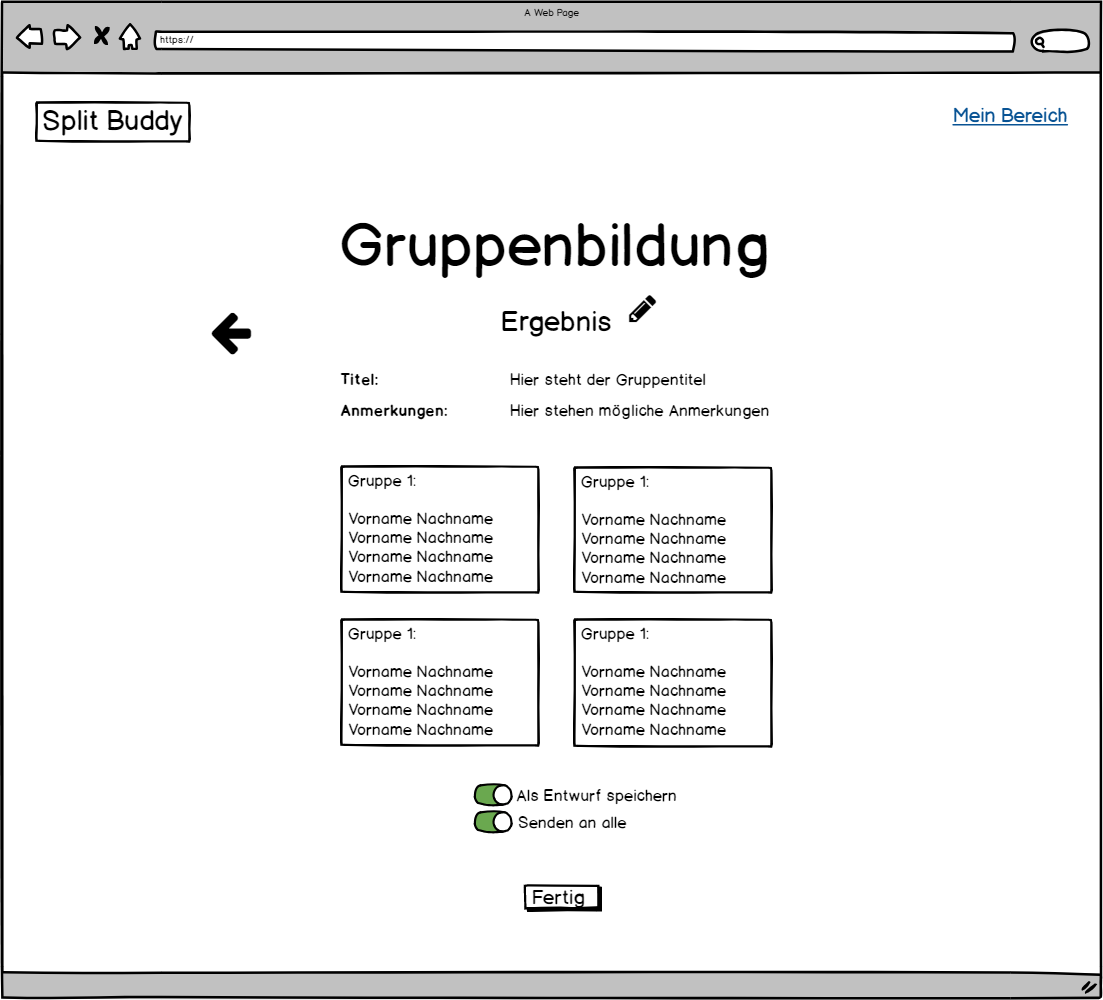 A Web Page
https://
Split Buddy
Mein Bereich
Gruppenbildung
Ergebnis
Titel: Hier steht der Gruppentitel
Anmerkungen: Hier stehen mögliche Anmerkungen
Gruppe 1:
Vorname Nachname
Vorname Nachname
Vorname Nachname
Vorname Nachname
Gruppe 1:
Vorname Nachname
Vorname Nachname
Vorname Nachname
Vorname Nachname
Gruppe 1:
Vorname Nachname
Vorname Nachname
Vorname Nachname
Vorname Nachname
Gruppe 1:
Vorname Nachname
Vorname Nachname
Vorname Nachname
Vorname Nachname
Als Entwurf speichern
Senden an alle
Fertig